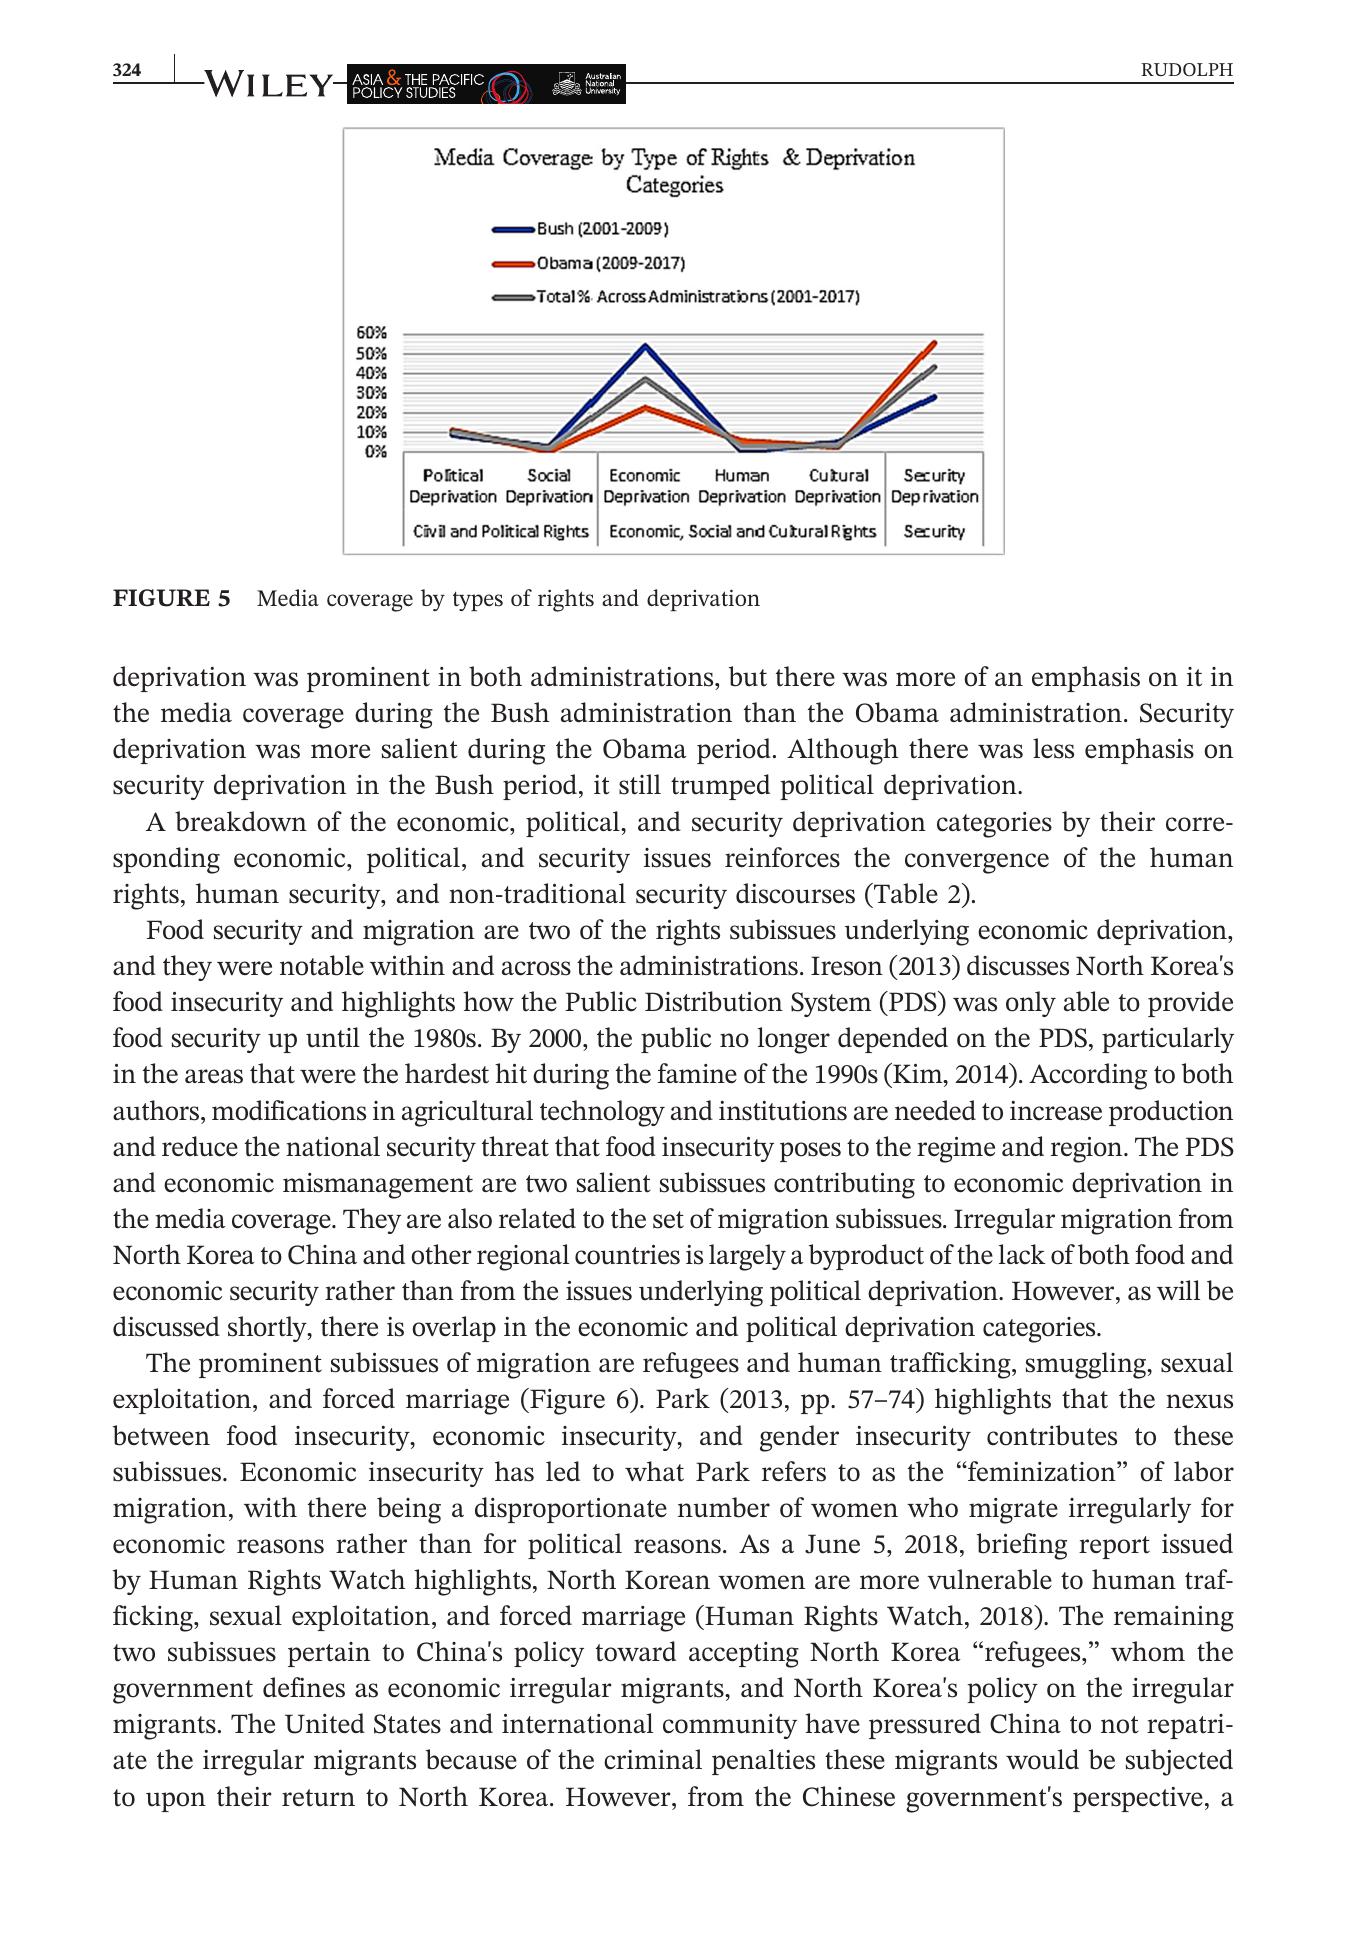 324
WILEY
ASIA & THE PACIFIC
POLICY STUDIES
Australian
National
University
RUDOLPH
Media Coverage by Type of Rights & Deprivation
Categories
Bush (2001-2009)
Obama (2009-2017)
Total % Across Administrations (2001-2017)
60%
50%
40%
30%
20%
10%
0%
Political Social Economic Human Cultural Security
Deprivation Deprivation Deprivation Deprivation Deprivation Deprivation
Civil and Political Rights Economic, Social and Cultural Rights Security
FIGURE 5 Media coverage by types of rights and deprivation
deprivation was prominent in both administrations, but there was more of an emphasis on it in
the media coverage during the Bush administration than the Obama administration. Security
deprivation was more salient during the Obama period. Although there was less emphasis on
security deprivation in the Bush period, it still trumped political deprivation.
A breakdown of the economic, political, and security deprivation categories by their corre-
sponding economic, political, and security issues reinforces the convergence of the human
rights, human security, and non-traditional security discourses (Table 2).
Food security and migration are two of the rights subissues underlying economic deprivation,
and they were notable within and across the administrations. Ireson (2013) discusses North Korea's
food insecurity and highlights how the Public Distribution System (PDS) was only able to provide
food security up until the 1980s. By 2000, the public no longer depended on the PDS, particularly
in the areas that were the hardest hit during the famine of the 1990s (Kim, 2014). According to both
authors, modifications in agricultural technology and institutions are needed to increase production
and reduce the national security threat that food insecurity poses to the regime and region. The PDS
and economic mismanagement are two salient subissues contributing to economic deprivation in
the media coverage. They are also related to the set of migration subissues. Irregular migration from
North Korea to China and other regional countries is largely a byproduct of the lack of both food and
economic security rather than from the issues underlying political deprivation. However, as will be
discussed shortly, there is overlap in the economic and political deprivation categories.
The prominent subissues of migration are refugees and human trafficking, smuggling, sexual
exploitation, and forced marriage (Figure 6). Park (2013, pp. 57–74) highlights that the nexus
between food insecurity, economic insecurity, and gender insecurity contributes to these
subissues. Economic insecurity has led to what Park refers to as the “feminization” of labor
migration, with there being a disproportionate number of women who migrate irregularly for
economic reasons rather than for political reasons. As a June 5, 2018, briefing report issued
by Human Rights Watch highlights, North Korean women are more vulnerable to human traf-
ficking, sexual exploitation, and forced marriage (Human Rights Watch, 2018). The remaining
two subissues pertain to China's policy toward accepting North Korea “refugees,” whom the
government defines as economic irregular migrants, and North Korea's policy on the irregular
migrants. The United States and international community have pressured China to not repatri-
ate the irregular migrants because of the criminal penalties these migrants would be subjected
to upon their return to North Korea. However, from the Chinese government's perspective, a